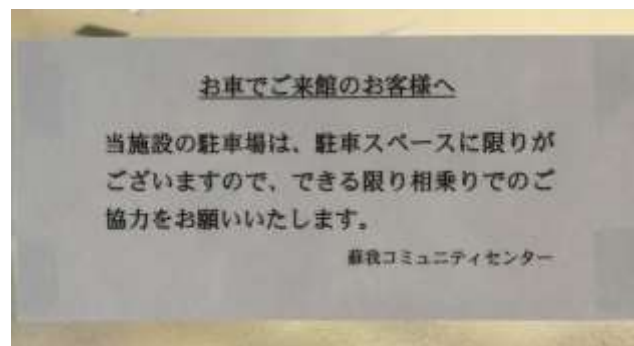 お車でご来館のお客様へ
当施設の駐車場は、駐車スペースに限りが
ございますので、できる限り相乗りでのご
協力をお願いいたします。
蘇我コミュニティセンター